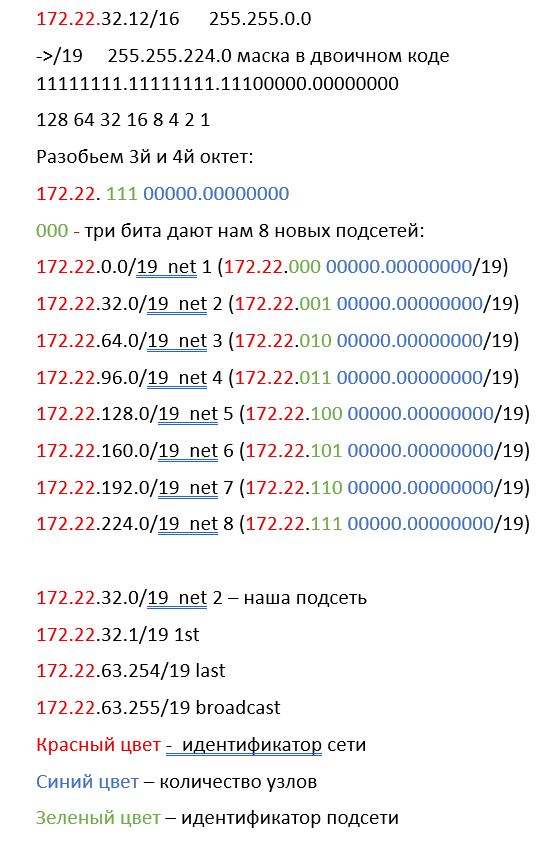 172.22.32.12/16 255.255.0.0
->/19 255.255.224.0 маска в двоичном коде
11111111.11111111.11100000.00000000
128 64 32 16 8 4 2 1
Разобьем 3й и 4й октет:
172.22. 111 00000.00000000
000 - три бита дают нам 8 новых подсетей:
172.22.0.0/19 net 1 (172.22.000 00000.00000000/19)
172.22.32.0/19 net 2 (172.22.001 00000.00000000/19)
172.22.64.0/19 net 3 (172.22.010 00000.00000000/19)
172.22.96.0/19 net 4 (172.22.011 00000.00000000/19)
172.22.128.0/19 net 5 (172.22.100 00000.00000000/19)
172.22.160.0/19 net 6 (172.22.101 00000.00000000/19)
172.22.192.0/19 net 7 (172.22.110 00000.00000000/19)
172.22.224.0/19 net 8 (172.22.111 00000.00000000/19)
172.22.32.0/19 net 2 – наша подсеть
172.22.32.1/19 1st
172.22.63.254/19 last
172.22.63.255/19 broadcast
Красный цвет - идентификатор сети
Синий цвет – количество узлов
Зеленый цвет – идентификатор подсети